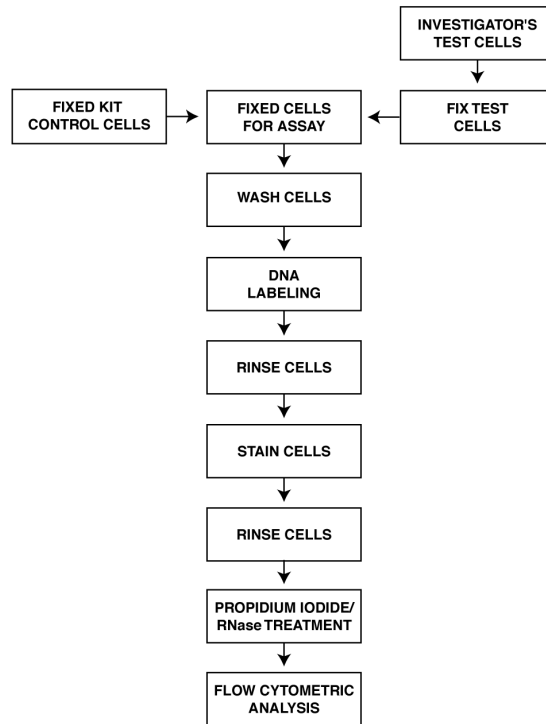 INVESTIGATOR'S
TEST CELLS
FIXED KIT
CONTROL CELLS
FIXED CELLS
FOR ASSAY
FIX TEST
CELLS
WASH CELLS
DNA
LABELING
RINSE CELLS
STAIN CELLS
RINSE CELLS
PROPIDIUM IODIDE/
RNase TREATMENT
FLOW CYTOMETRIC
ANALYSIS